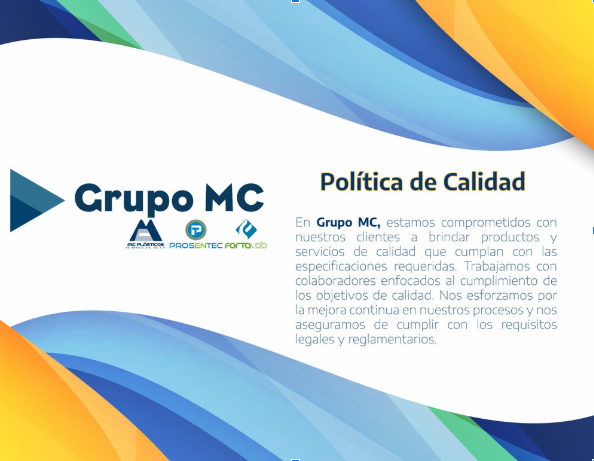 Política de Calidad
Grupo MC
MC PLÁSTICOS
PROSENTEC FORTALAB
En Grupo MC, estamos comprometidos con
nuestros clientes a brindar productos y
servicios de calidad que cumplan con las
especificaciones requeridas. Trabajamos con
colaboradores enfocados al cumplimiento de
los objetivos de calidad. Nos esforzamos por
la mejora continua en nuestros procesos y nos
aseguramos de cumplir con los requisitos
legales y reglamentarios.